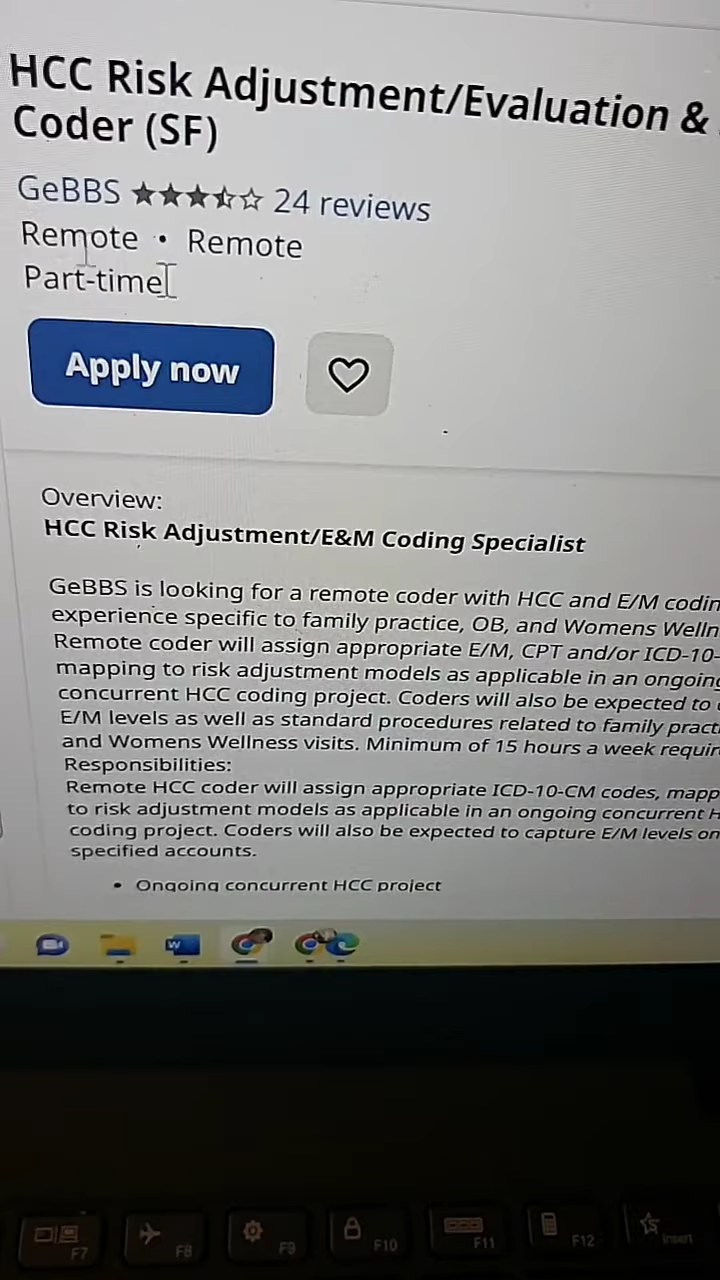 HCC Risk Adjustment/Evaluation &
Coder (SF)
GeBBS ★★★⯪☆ 24 reviews
Remote • Remote
Part-time
Apply now
Overview:
HCC Risk Adjustment/E&M Coding Specialist
GeBBS is looking for a remote coder with HCC and E/M
experience specific to family practice, OB, and Womens
Remote coder will assign appropriate E/M, CPT and/or ICD-10-
mapping to risk adjustment models as applicable in an ongoing
concurrent HCC coding project. Coders will also be expected to
E/M levels as well as standard procedures related to family
and Womens Wellness visits. Minimum of 15 hours a week
Responsibilities:
Remote HCC coder will assign appropriate ICD-10-CM codes,
to risk adjustment models as applicable in an ongoing concurrent
coding project. Coders will also be expected to capture E/M levels on
specified accounts.
• Ongoing concurrent HCC project
W
F7 F8 F9 F10 F11 F12 Insert